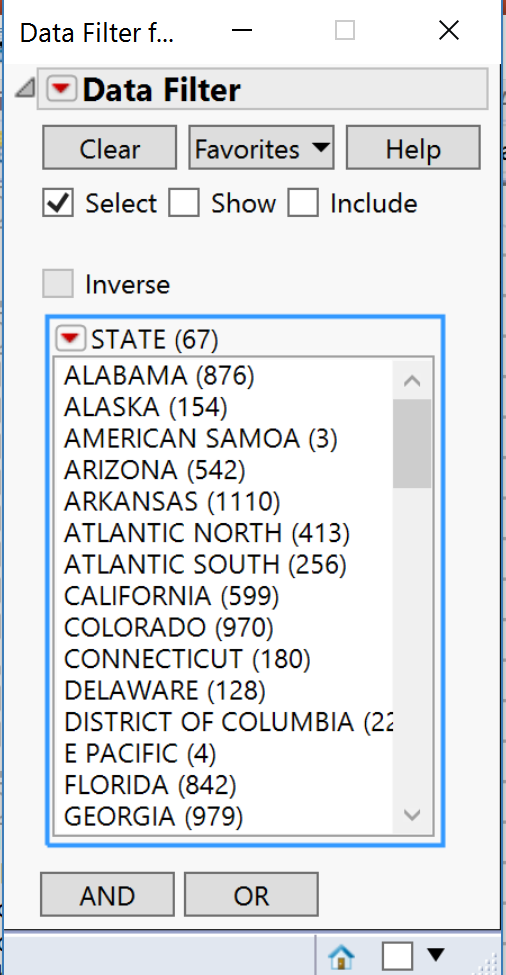 Data Filter f...
Data Filter
Clear Favorites Help
Select Show Include
Inverse
STATE (67)
ALABAMA (876)
ALASKA (154)
AMERICAN SAMOA (3)
ARIZONA (542)
ARKANSAS (1110)
ATLANTIC NORTH (413)
ATLANTIC SOUTH (256)
CALIFORNIA (599)
COLORADO (970)
CONNECTICUT (180)
DELAWARE (128)
DISTRICT OF COLUMBIA (22
E PACIFIC (4)
FLORIDA (842)
GEORGIA (979)
AND OR